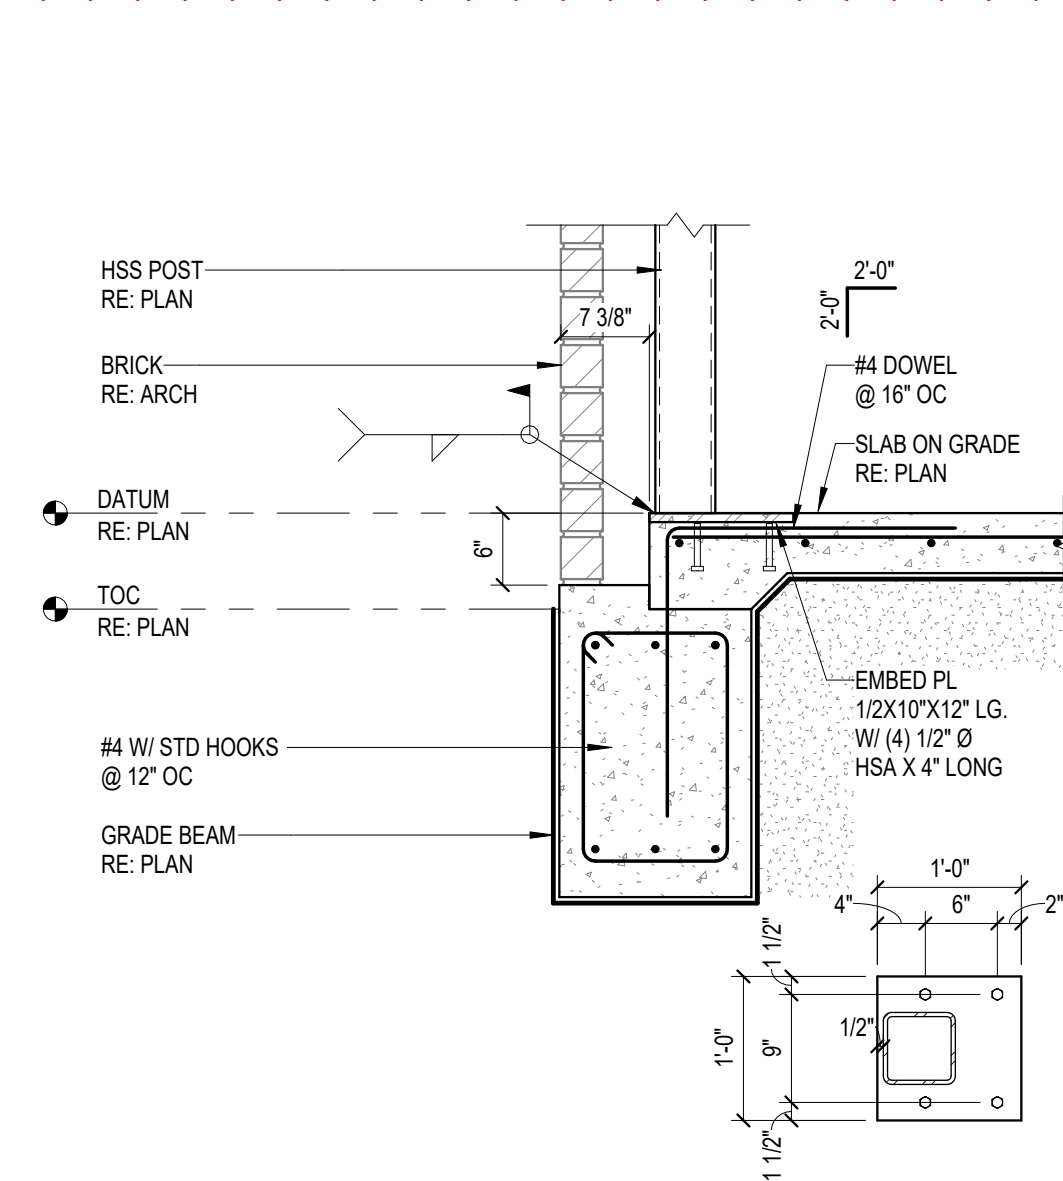 HSS POST
RE: PLAN
BRICK
RE: ARCH
7 3/8"
2'-0"
2'-0"
#4 DOWEL
@ 16" OC
SLAB ON GRADE
RE: PLAN
DATUM
RE: PLAN
6"
TOC
RE: PLAN
EMBED PL
1/2X10"X12" LG.
W/ (4) 1/2" Ø
HSA X 4" LONG
#4 W/ STD HOOKS
@ 12" OC
GRADE BEAM
RE: PLAN
1'-0"
4"
6"
2"
1 1/2"
1/2"
1'-0"
9"
1 1/2"